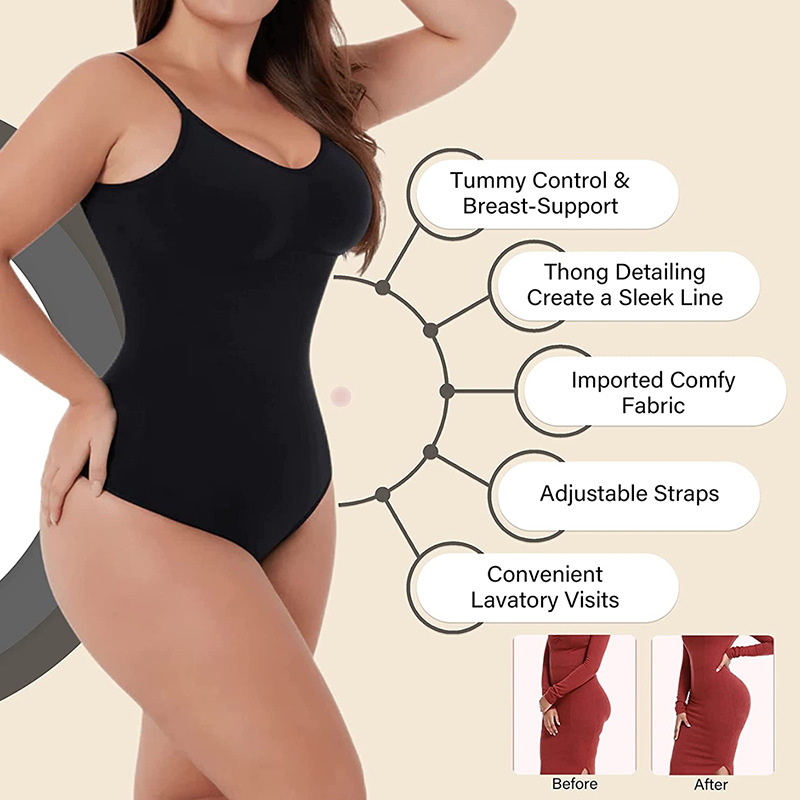 Tummy Control &
Breast-Support
Thong Detailing
Create a Sleek Line
Imported Comfy
Fabric
Adjustable Straps
Convenient
Lavatory Visits
Before
After